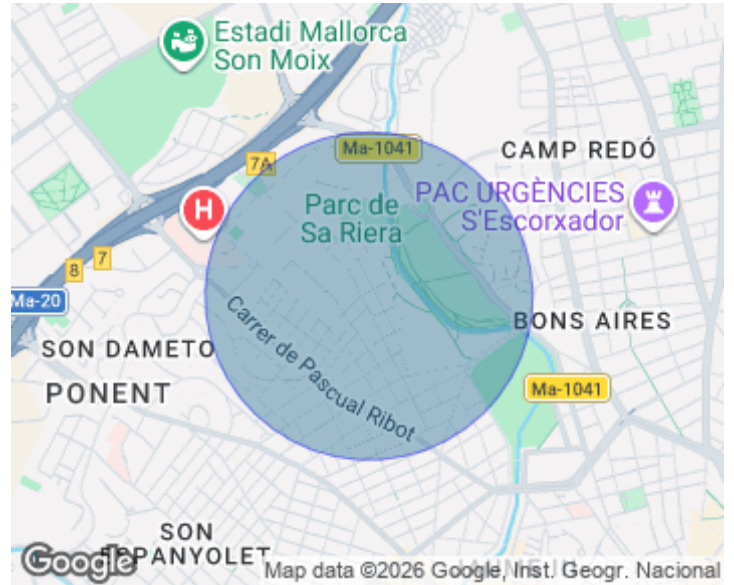 Estadi Mallorca
Son Moix
Ma-1041
CAMP REDÓ
7A
H
Parc de
Sa Riera
PAC URGÈNCIES
S'Escorxador
7
8
Ma-20
BONS AIRES
SON DAMETO
Carrer de Pascual Ribot
PONENT
Ma-1041
SON
ESPANYOLET
Google
Map data ©2026 Google, Inst. Geogr. Nacional